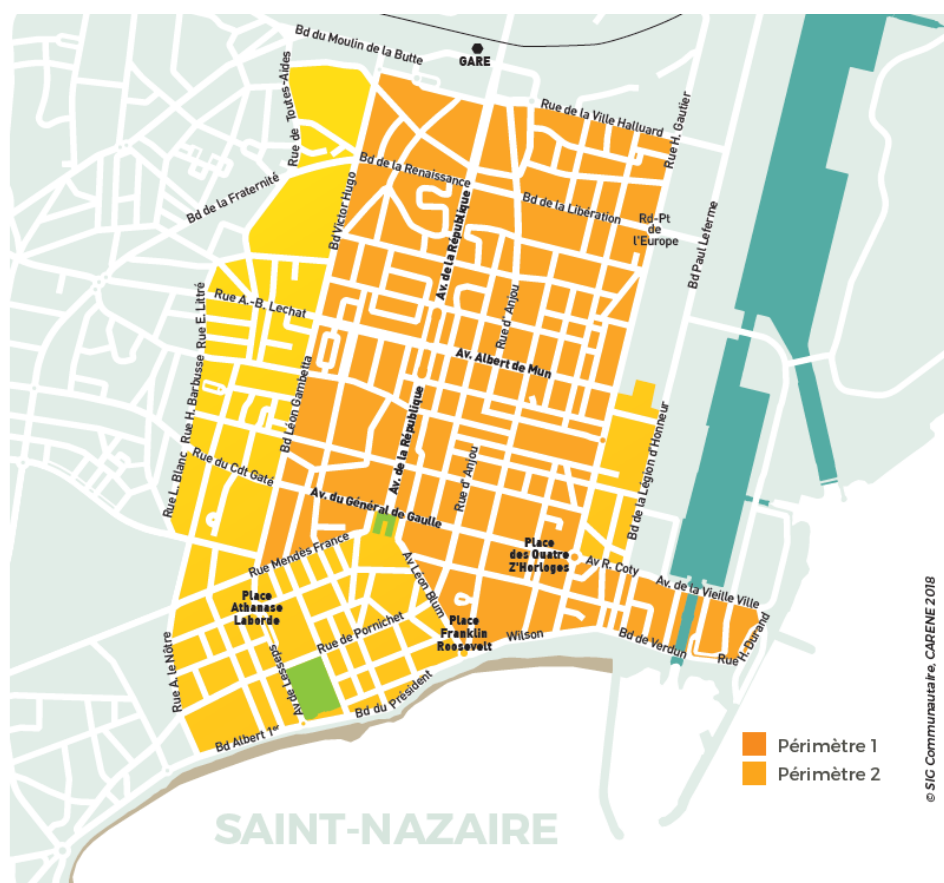 Bd du Moulin de la Butte
GARE
Rue de Toutes-Aides
Rue de la Ville Halluard
Rue H. Gautier
Bd de la Renaissance
Bd de la Fraternité
Bd Victor Hugo
Av. de la République
Bd de la Libération
Rd-Pt
de
l'Europe
Bd Paul Leferme
Rue E. Littré
Rue A.-B. Lechat
Rue d' Anjou
Av. Albert de Mun
Rue H. Barbusse
Bd Léon Gambetta
Av. de la République
Bd de la Légion d'Honneur
Rue L. Blanc
Rue du Cdt Gaté
Rue d' Anjou
Av. du Général de Gaulle
Rue Mendès France
Place
des Quatre
Z'Horloges
Av R. Coty
Av. de la Vieille Ville
Av Léon Blum
Place
Athanase
Laborde
Rue de Pornichet
Place
Franklin
Roosevelt
Wilson
Bd de Verdun
Rue H. Durand
Rue A. le Nôtre
Av de Lesseps
Bd du Président
Bd Albert 1er
Périmètre 1
Périmètre 2
SAINT-NAZAIRE
© SIG Communautaire, CARENE 2018